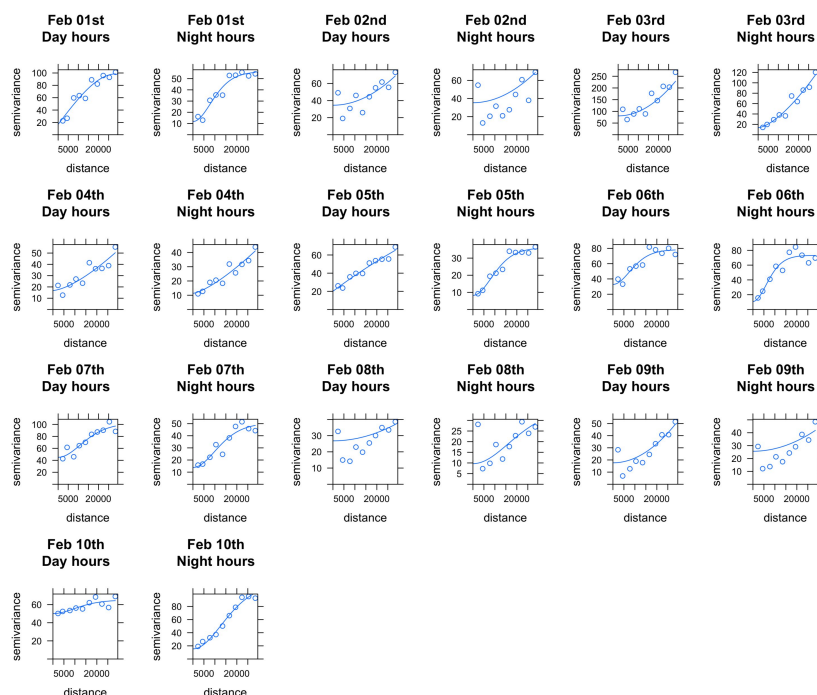 Feb 01st
Day hours
Feb 01st
Night hours
Feb 02nd
Day hours
Feb 02nd
Night hours
Feb 03rd
Day hours
Feb 03rd
Night hours
semivariance
100
80
60
40
20
5000 20000
distance
semivariance
50
40
30
20
10
5000 20000
distance
semivariance
60
40
20
5000 20000
distance
semivariance
60
40
20
5000 20000
distance
semivariance
250
200
150
100
50
5000 20000
distance
semivariance
120
100
80
60
40
20
5000 20000
distance
Feb 04th
Day hours
Feb 04th
Night hours
Feb 05th
Day hours
Feb 05th
Night hours
Feb 06th
Day hours
Feb 06th
Night hours
semivariance
50
40
30
20
10
5000 20000
distance
semivariance
40
30
20
10
5000 20000
distance
semivariance
60
40
20
5000 20000
distance
semivariance
30
20
10
5000 20000
distance
semivariance
80
60
40
20
5000 20000
distance
semivariance
80
60
40
20
5000 20000
distance
Feb 07th
Day hours
Feb 07th
Night hours
Feb 08th
Day hours
Feb 08th
Night hours
Feb 09th
Day hours
Feb 09th
Night hours
semivariance
100
80
60
40
20
5000 20000
distance
semivariance
50
40
30
20
10
5000 20000
distance
semivariance
30
20
10
5000 20000
distance
semivariance
25
20
15
10
5
5000 20000
distance
semivariance
50
40
30
20
10
5000 20000
distance
semivariance
40
30
20
10
5000 20000
distance
Feb 10th
Day hours
Feb 10th
Night hours
semivariance
60
40
20
5000 20000
distance
semivariance
80
60
40
20
5000 20000
distance